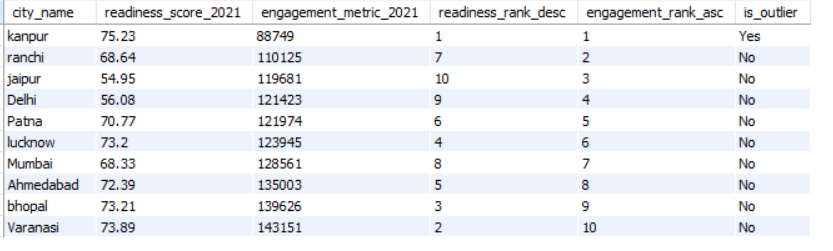 city_name readiness_score_2021 engagement_metric_2021 readiness_rank_desc engagement_rank_asc is_outlier
kanpur 75.23 88749 1 1 Yes
ranchi 68.64 110125 7 2 No
jaipur 54.95 119681 10 3 No
Delhi 56.08 121423 9 4 No
Patna 70.77 121974 6 5 No
lucknow 73.2 123945 4 6 No
Mumbai 68.33 128561 8 7 No
Ahmedabad 72.39 135003 5 8 No
bhopal 73.21 139626 3 9 No
Varanasi 73.89 143151 2 10 No